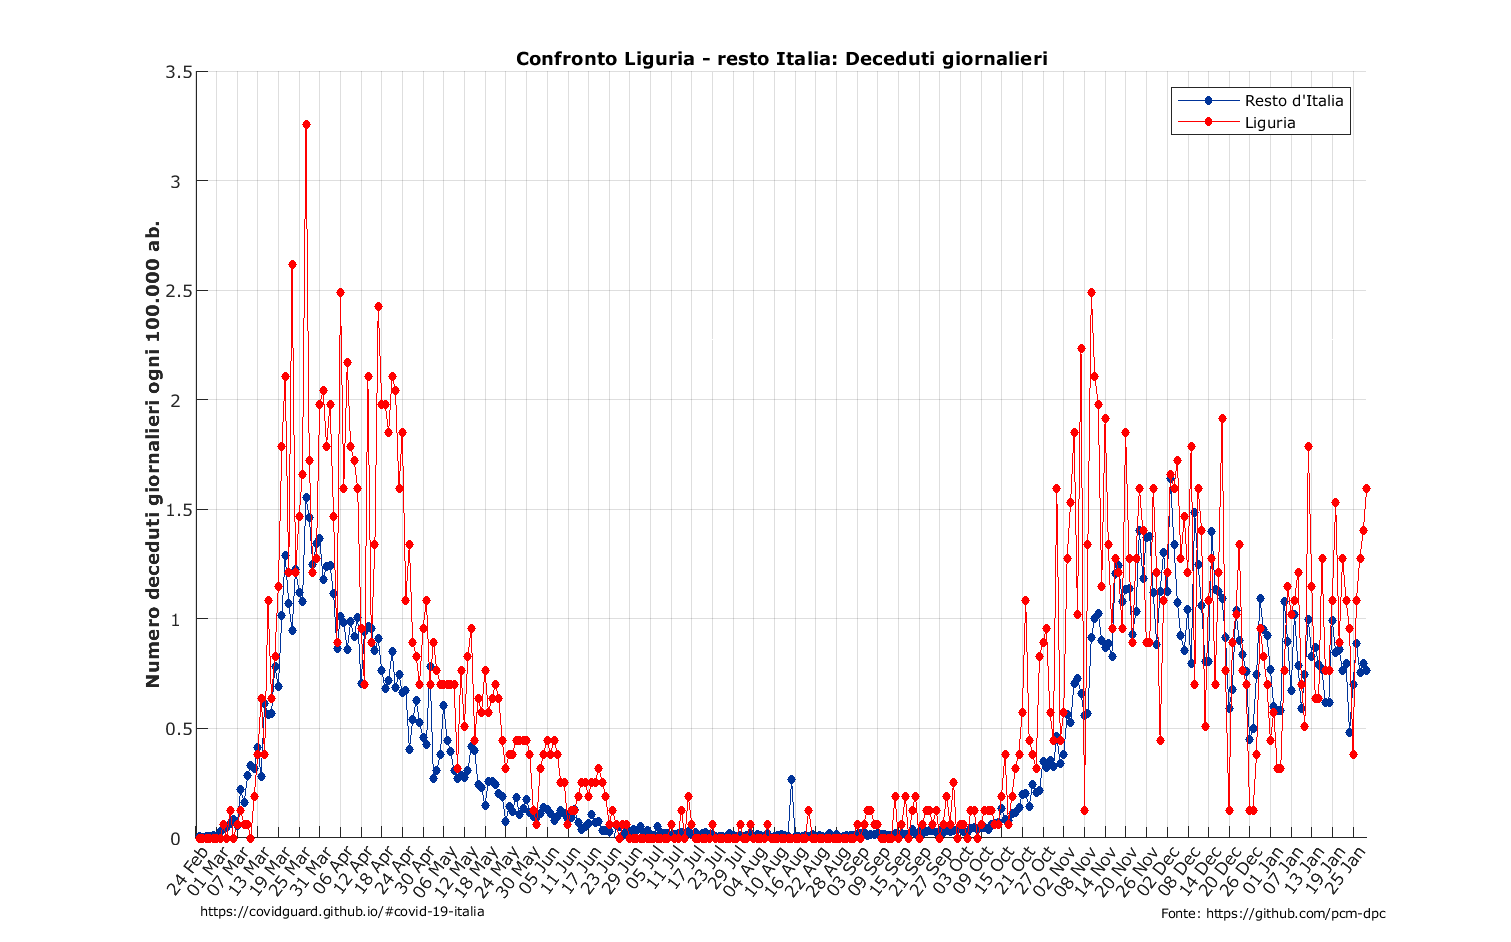 Confronto Liguria - resto Italia: Deceduti giornalieri
Resto d'Italia
Liguria
Numero deceduti giornalieri ogni 100.000 ab.
3.5
3
2.5
2
1.5
1
0.5
0
24 Feb
01 Mar
07 Mar
13 Mar
19 Mar
25 Mar
31 Mar
06 Apr
12 Apr
18 Apr
24 Apr
30 Apr
06 May
12 May
18 May
24 May
30 May
05 Jun
11 Jun
17 Jun
23 Jun
29 Jun
05 Jul
11 Jul
17 Jul
23 Jul
29 Jul
04 Aug
10 Aug
16 Aug
22 Aug
28 Aug
03 Sep
09 Sep
15 Sep
21 Sep
27 Sep
03 Oct
09 Oct
15 Oct
21 Oct
27 Oct
02 Nov
08 Nov
14 Nov
20 Nov
26 Nov
02 Dec
08 Dec
14 Dec
20 Dec
26 Dec
01 Jan
07 Jan
13 Jan
19 Jan
25 Jan
https://covidguard.github.io/#covid-19-italia
Fonte: https://github.com/pcm-dpc